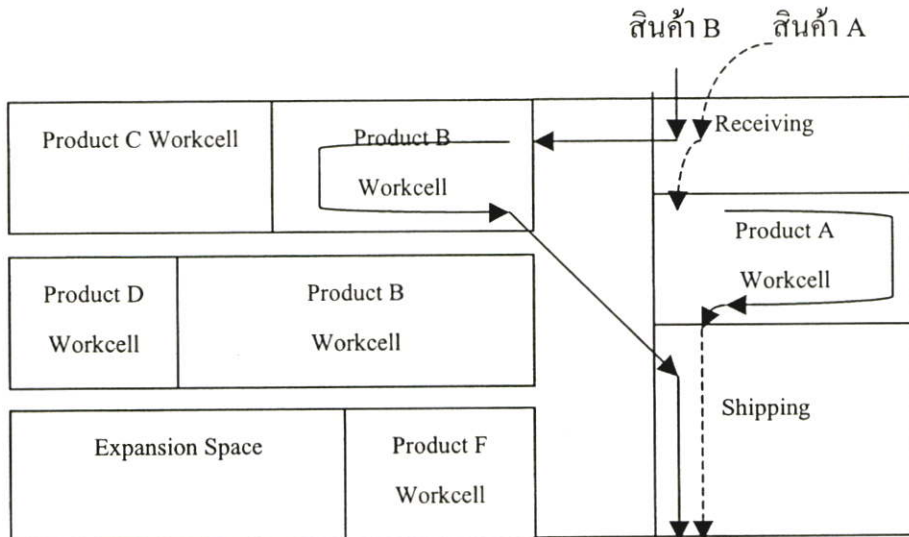 สินค้า B
สินค้า A
Product C Workcell
Product B
Workcell
Receiving
Product A
Workcell
Product D
Workcell
Product B
Workcell
Shipping
Expansion Space
Product F
Workcell